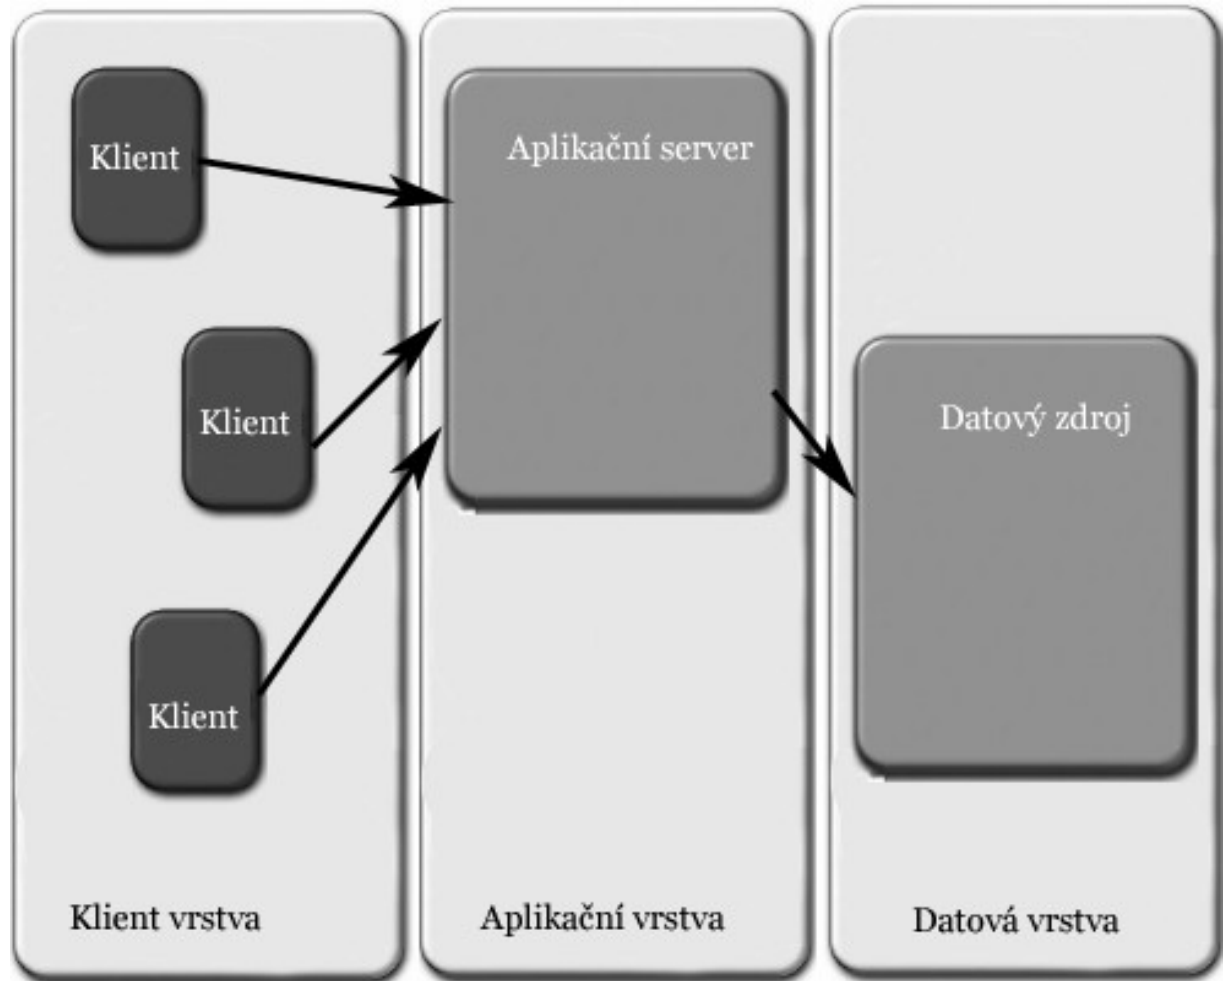 Klient
Klient
Klient
Klient vrstva
Aplikační server
Aplikační vrstva
Datový zdroj
Datová vrstva